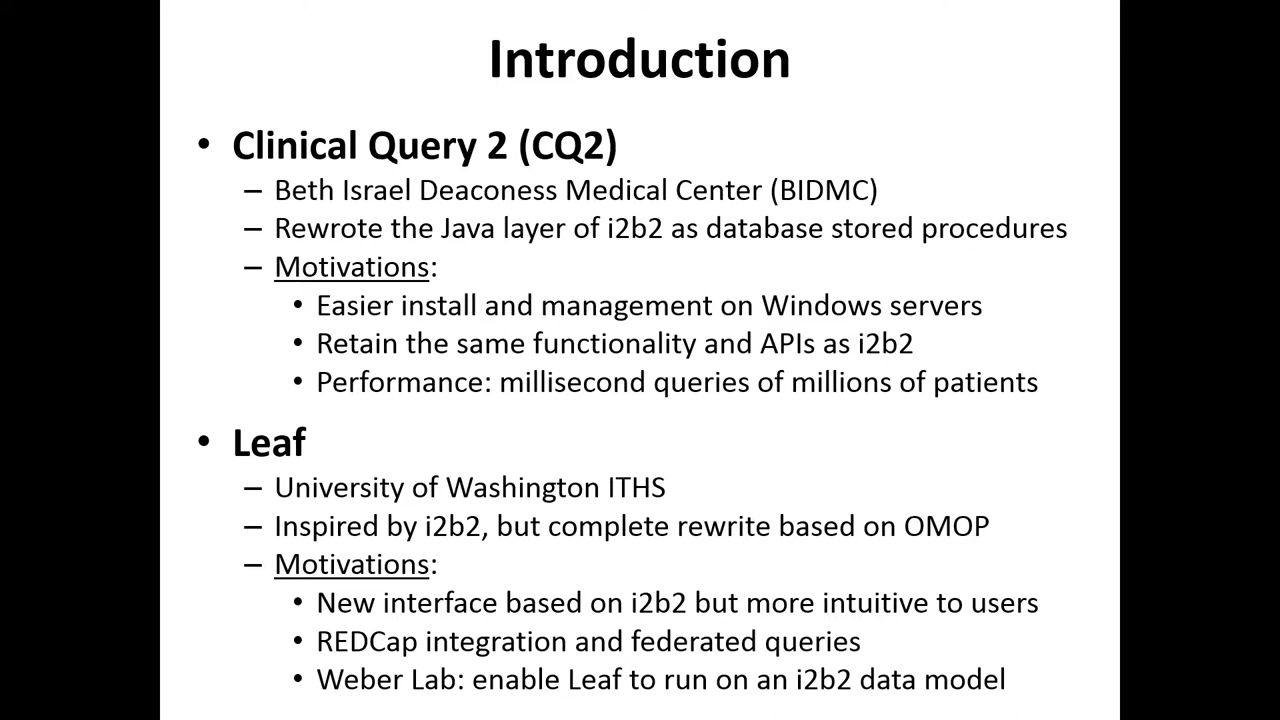 Introduction
• Clinical Query 2 (CQ2)
– Beth Israel Deaconess Medical Center (BIDMC)
– Rewrote the Java layer of i2b2 as database stored procedures
– Motivations:
• Easier install and management on Windows servers
• Retain the same functionality and APIs as i2b2
• Performance: millisecond queries of millions of patients
• Leaf
– University of Washington ITHS
– Inspired by i2b2, but complete rewrite based on OMOP
– Motivations:
• New interface based on i2b2 but more intuitive to users
• REDCap integration and federated queries
• Weber Lab: enable Leaf to run on an i2b2 data model